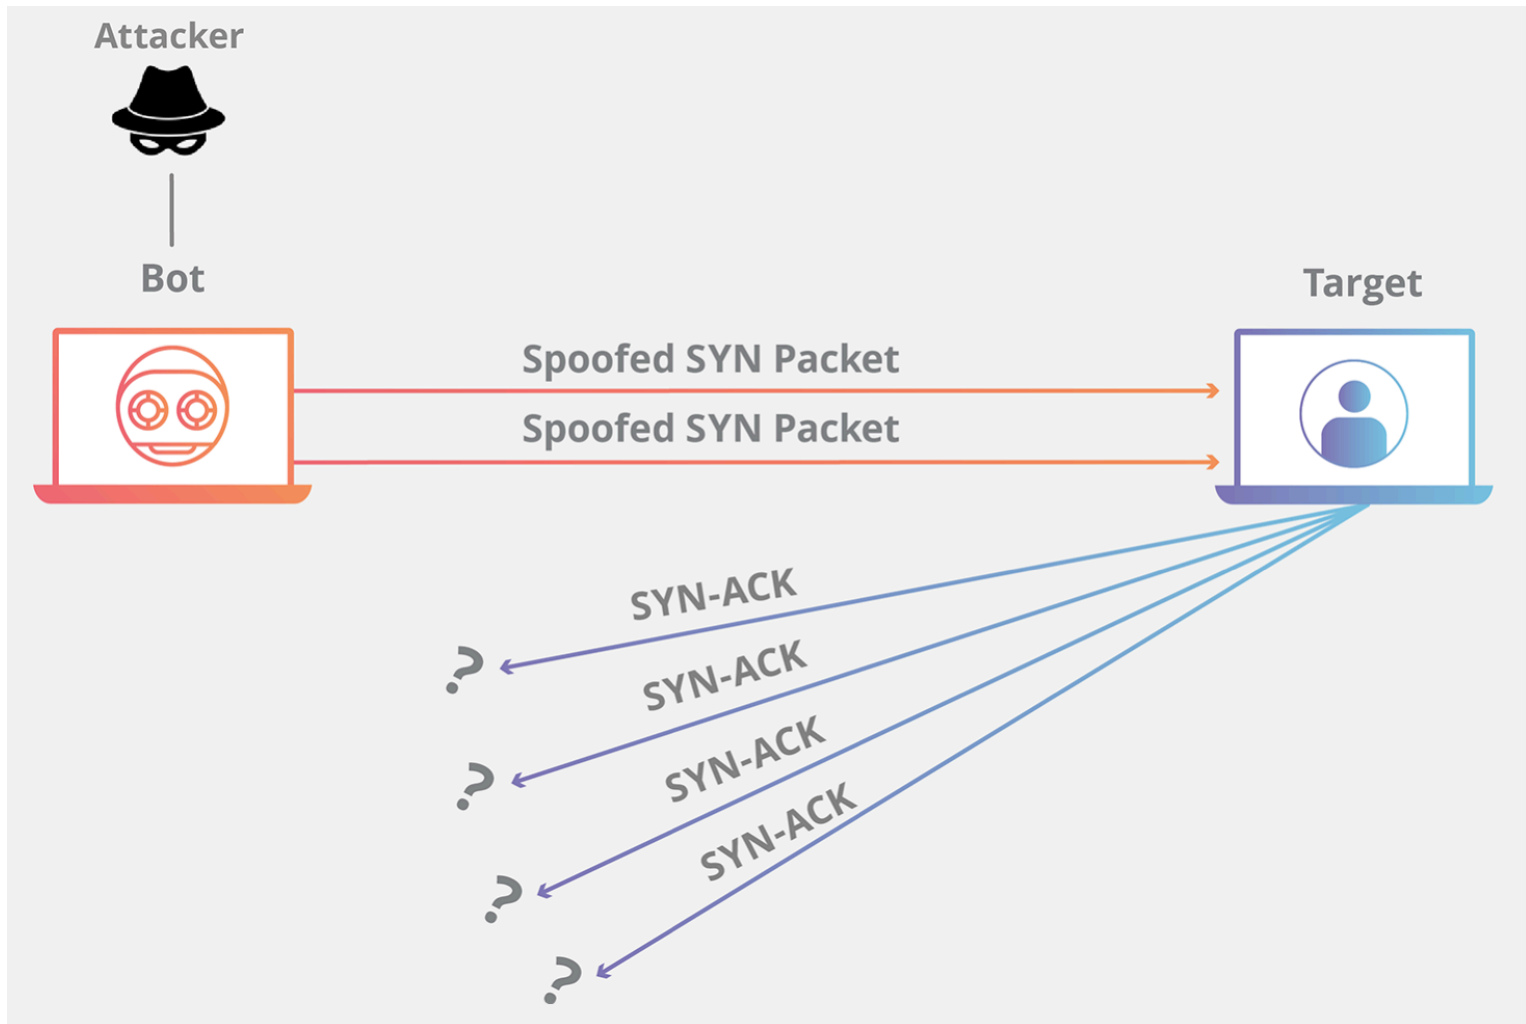 Attacker
Bot
Target
Spoofed SYN Packet
Spoofed SYN Packet
SYN-ACK
?
SYN-ACK
?
SYN-ACK
?
SYN-ACK
?